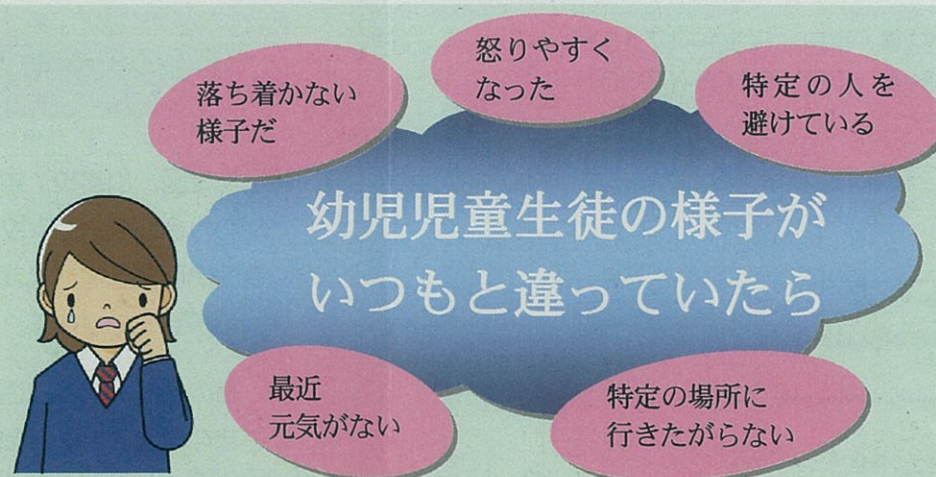 落ち着かない
様子だ
怒りやすく
なった
特定の人を
避けている
幼児児童生徒の様子が
いつもと違っていたら
最近
元気がない
特定の場所に
行きたがらない